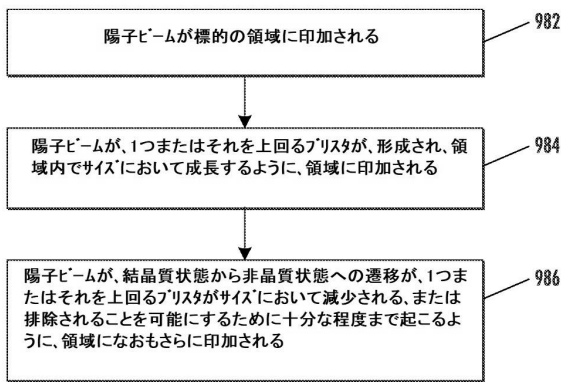 陽子ビームが標的の領域に印加される
982
陽子ビームが、1つまたはそれを上回るブリスタが、形成され、領
域内でサイズにおいて成長するように、領域に印加される
984
陽子ビームが、結晶質状態から非晶質状態への遷移が、1つま
たはそれを上回るブリスタがサイズにおいて減少される、または
排除されることを可能にするために十分な程度まで起こるよ
うに、領域になおもさらに印加される
986